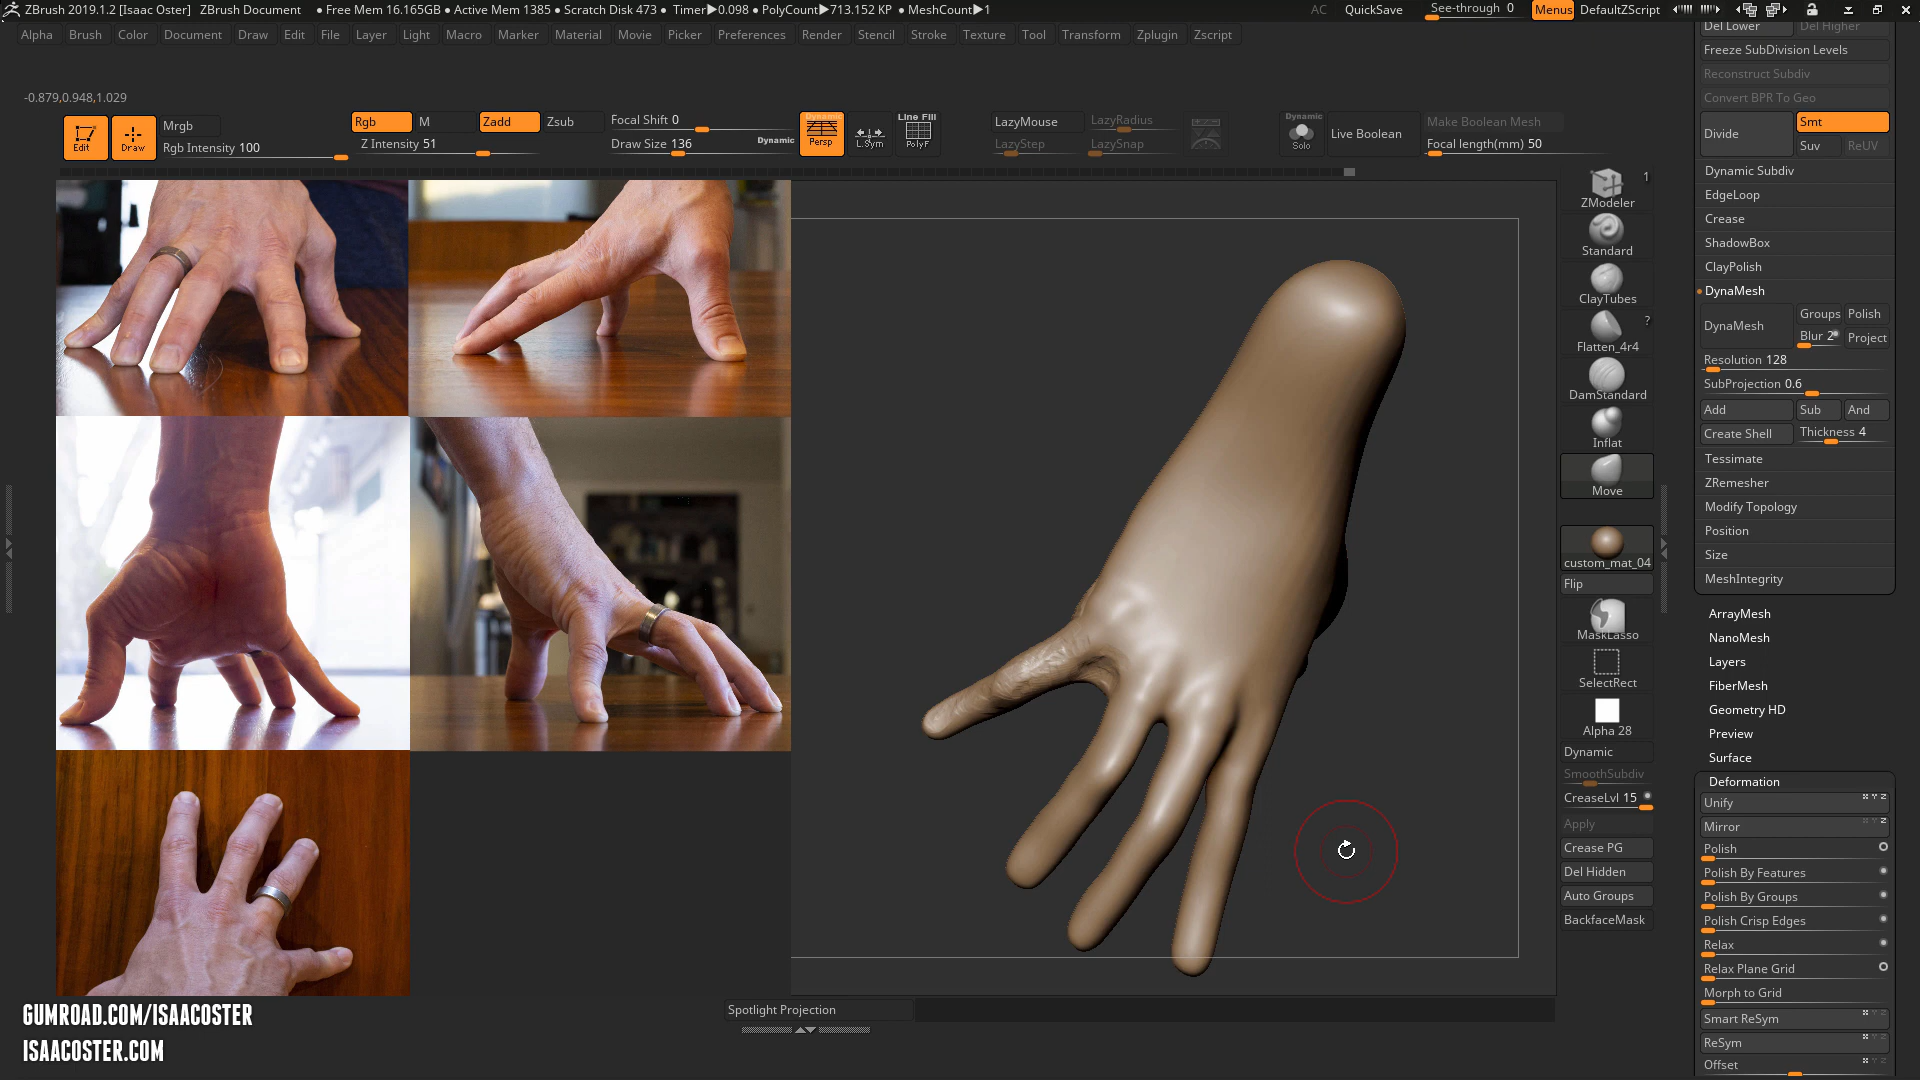 ZBrush 2019.1.2 [Isaac Oster] ZBrush Document • Free Mem 16.165GB • Active Mem 1385 • Scratch Disk 473 • Timer▶0.098 • PolyCount▶713.152 KP • MeshCount▶1 AC QuickSave See-through 0 Menus DefaultZScript
Alpha Brush Color Document Draw Edit File Layer Light Macro Marker Material Movie Picker Preferences Render Stencil Stroke Texture Tool Transform Zplugin Zscript
-0.879,0.948,1.029
Edit
Draw
Mrgb
Rgb Intensity 100
Rgb
M
Zadd
Zsub
Z Intensity 51
Focal Shift 0
Draw Size 136
Dynamic
Dynamic
Persp
L.Sym
Line Fill
PolyF
LazyMouse
LazyRadius
LazyStep
LazySnap
Dynamic
Solo
Live Boolean
Make Boolean Mesh
Focal length(mm) 50
1
ZModeler
Standard
ClayTubes
?
Flatten_4r4
DamStandard
Inflat
Move
custom_mat_04
Flip
MaskLasso
SelectRect
Alpha 28
Dynamic
SmoothSubdiv
CreaseLvl 15
Apply
Crease PG
Del Hidden
Auto Groups
BackfaceMask
Del Lower
Del Higher
Freeze SubDivision Levels
Reconstruct Subdiv
Convert BPR To Geo
Divide
Smt
Suv
ReUV
Dynamic Subdiv
EdgeLoop
Crease
ShadowBox
ClayPolish
DynaMesh
DynaMesh
Groups
Polish
Blur 2
Project
Resolution 128
SubProjection 0.6
Add
Sub
And
Create Shell
Thickness 4
Tessimate
ZRemesher
Modify Topology
Position
Size
MeshIntegrity
ArrayMesh
NanoMesh
Layers
FiberMesh
Geometry HD
Preview
Surface
Deformation
Unify
Mirror
Polish
Polish By Features
Polish By Groups
Polish Crisp Edges
Relax
Relax Plane Grid
Morph to Grid
Smart ReSym
ReSym
Offset
Spotlight Projection
GUMROAD.COM/ISAACOSTER
ISAACOSTER.COM